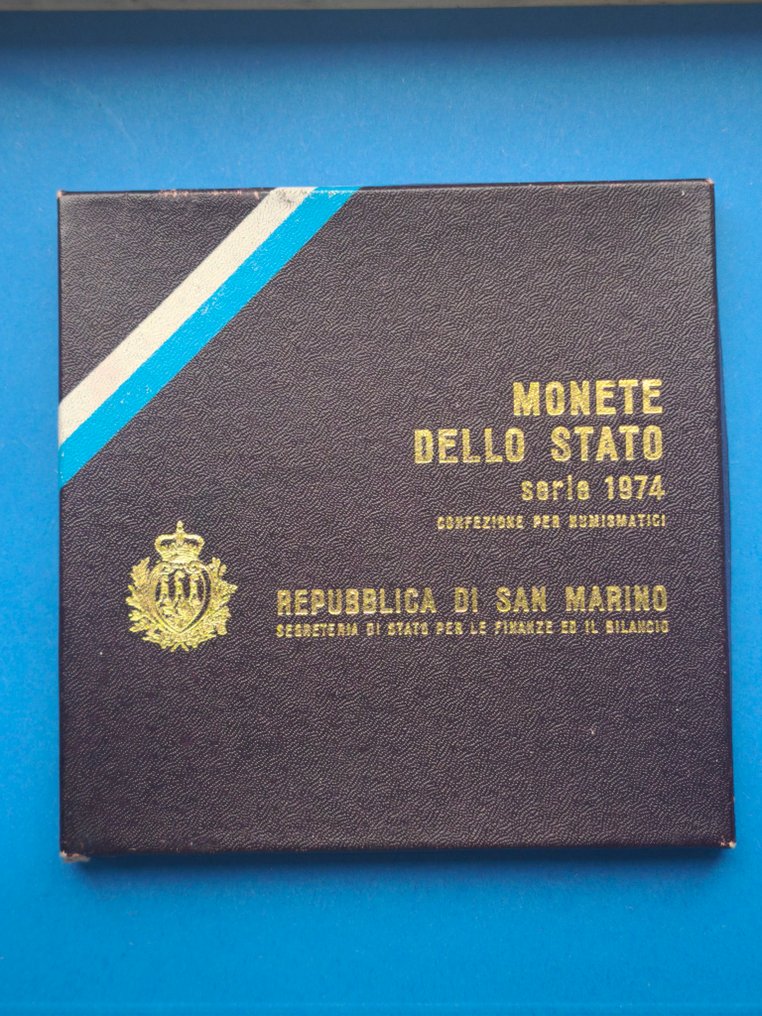 MONETE
DELLO STATO
serie 1974
CONFEZIONE PER NUMISMATICI
REPUBBLICA DI SAN MARINO
SEGRETERIA DI STATO PER LE FINANZE ED IL BILANCIO